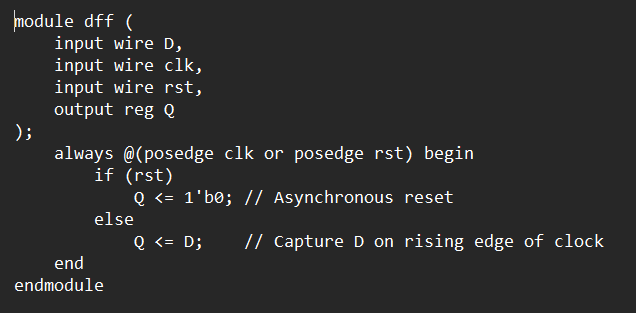 module dff (
    input wire D,
    input wire clk,
    input wire rst,
    output reg Q
);
    always @(posedge clk or posedge rst) begin
        if (rst)
            Q <= 1'b0; // Asynchronous reset
        else
            Q <= D;    // Capture D on rising edge of clock
    end
endmodule